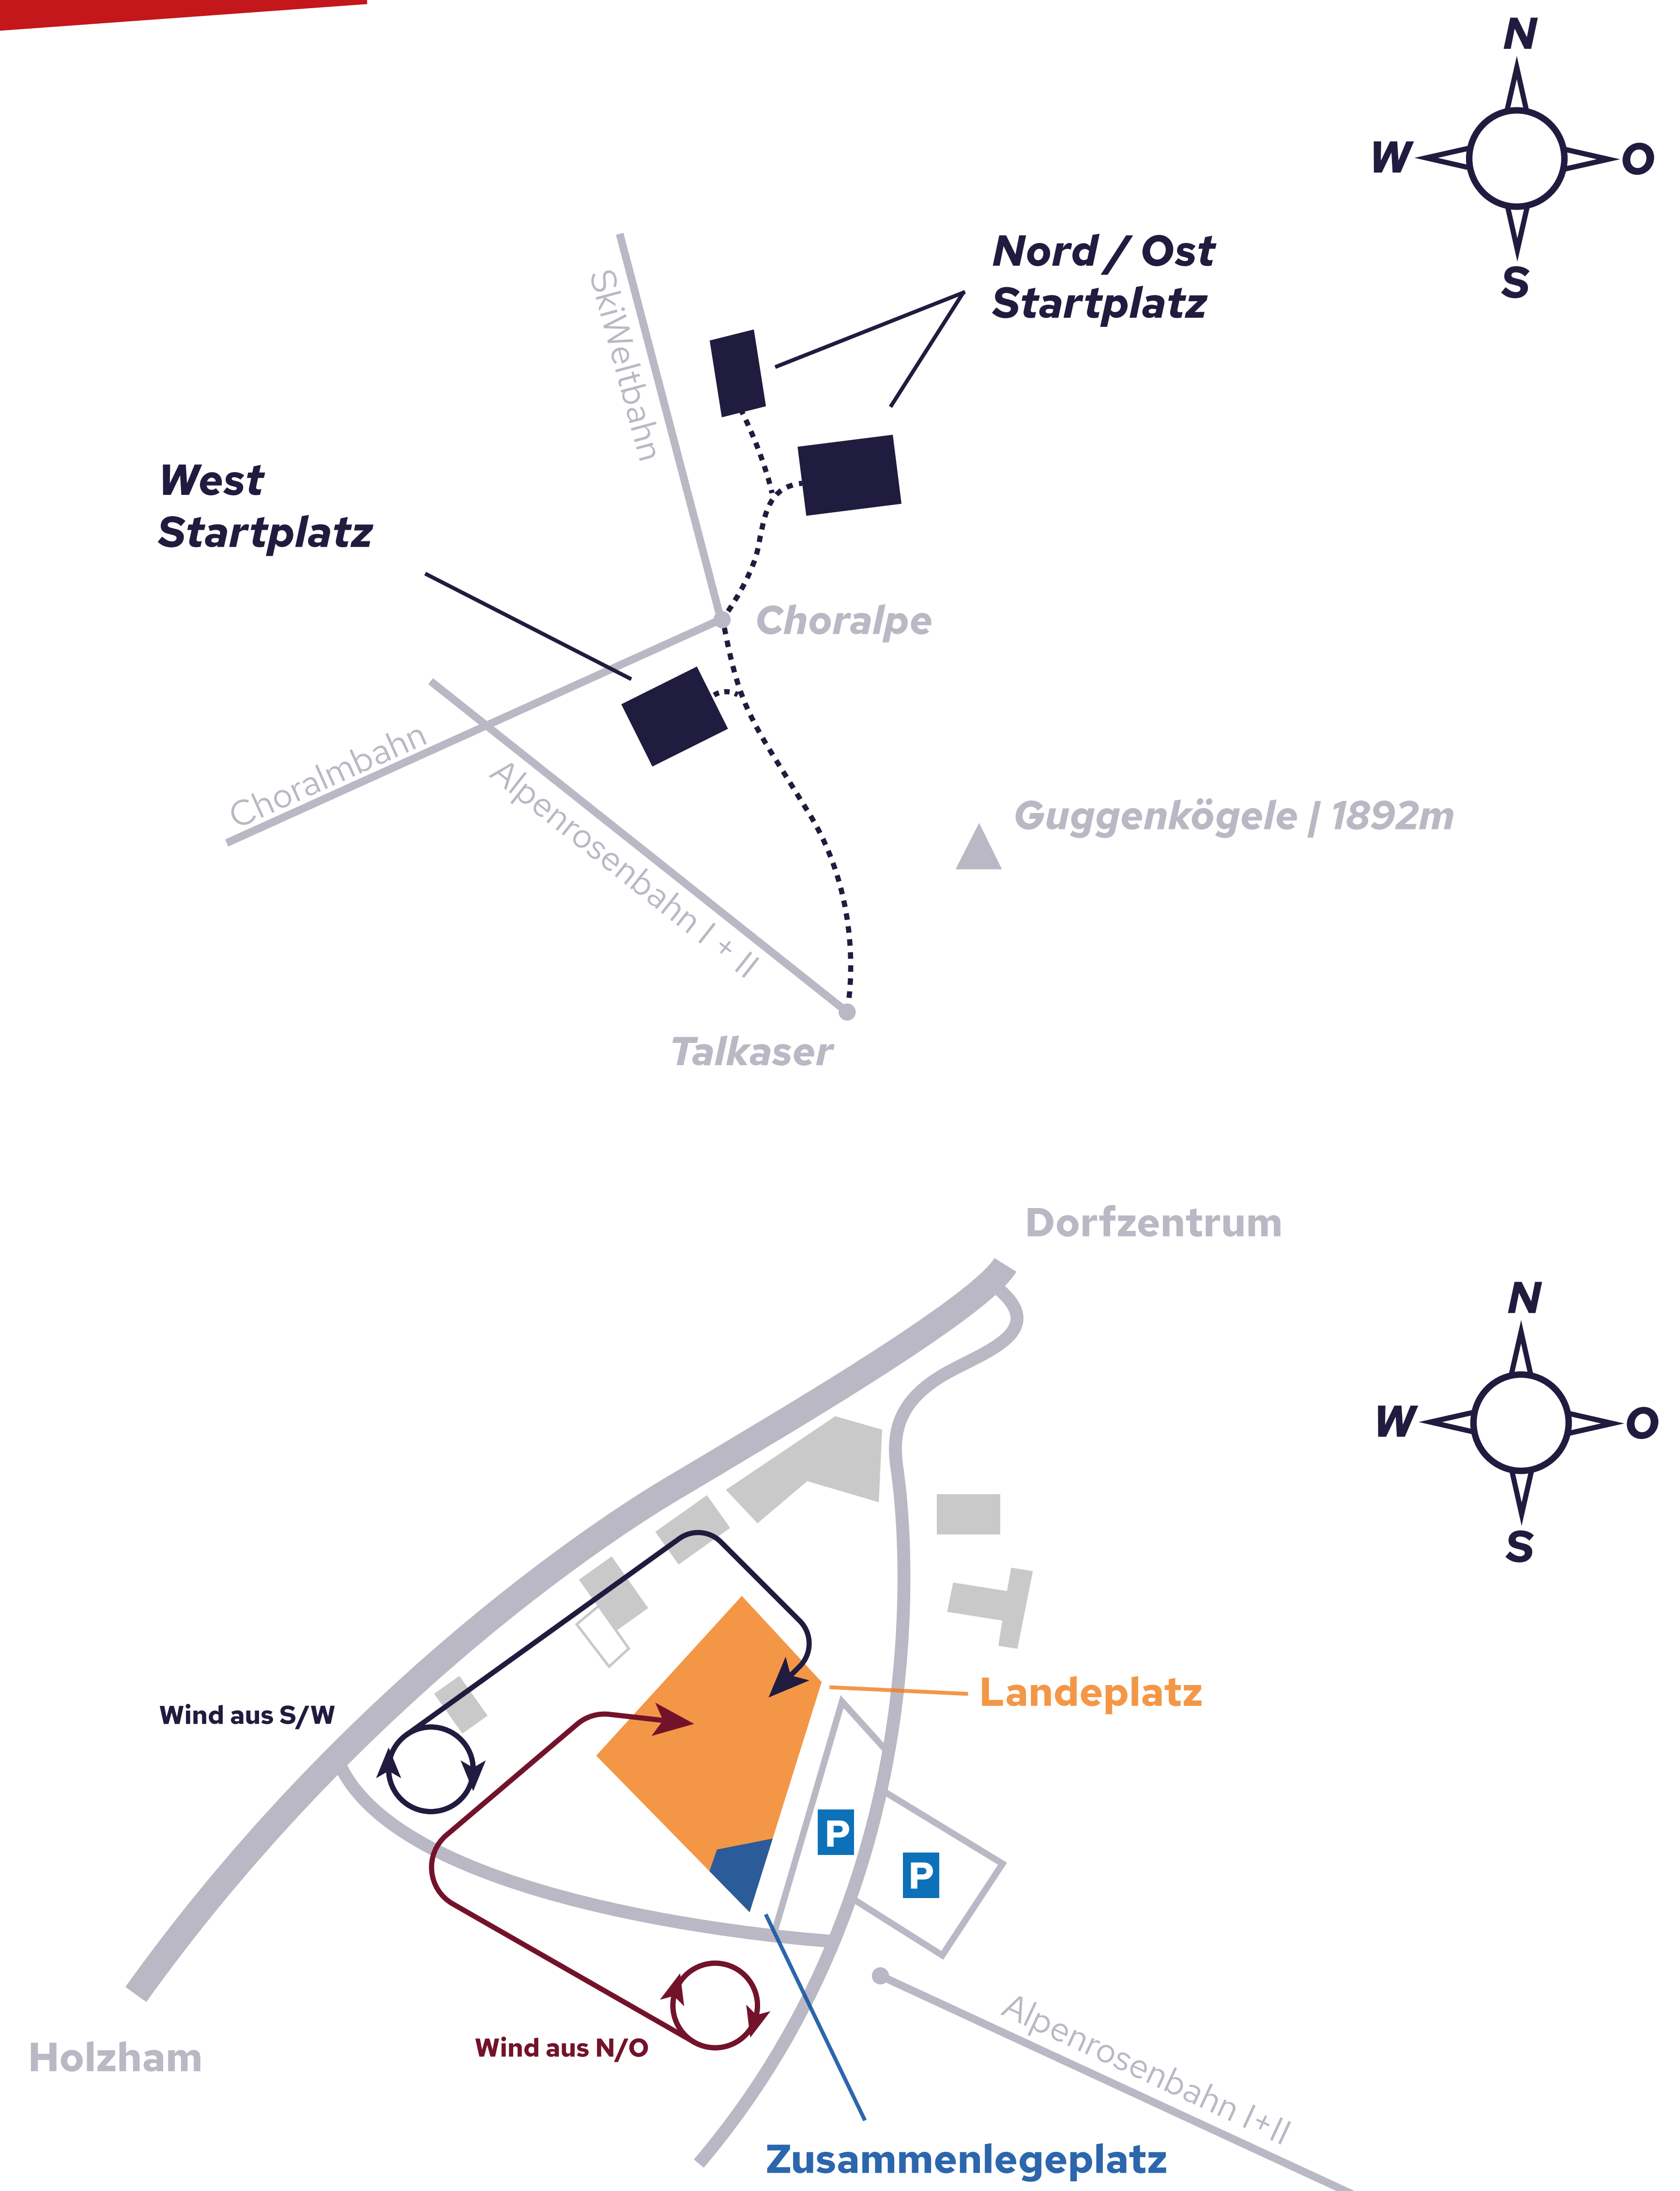 N
W
O
S
Nord / Ost
Startplatz
SkiWeltbahn
West
Startplatz
Choralpe
Choralmbahn
Alpenrosenbahn I + II
Guggenkögele | 1892m
Talkaser
Dorfzentrum
N
W
O
S
Landeplatz
Wind aus S/W
P
P
Wind aus N/O
Holzham
Alpenrosenbahn I+II
Zusammenlegeplatz